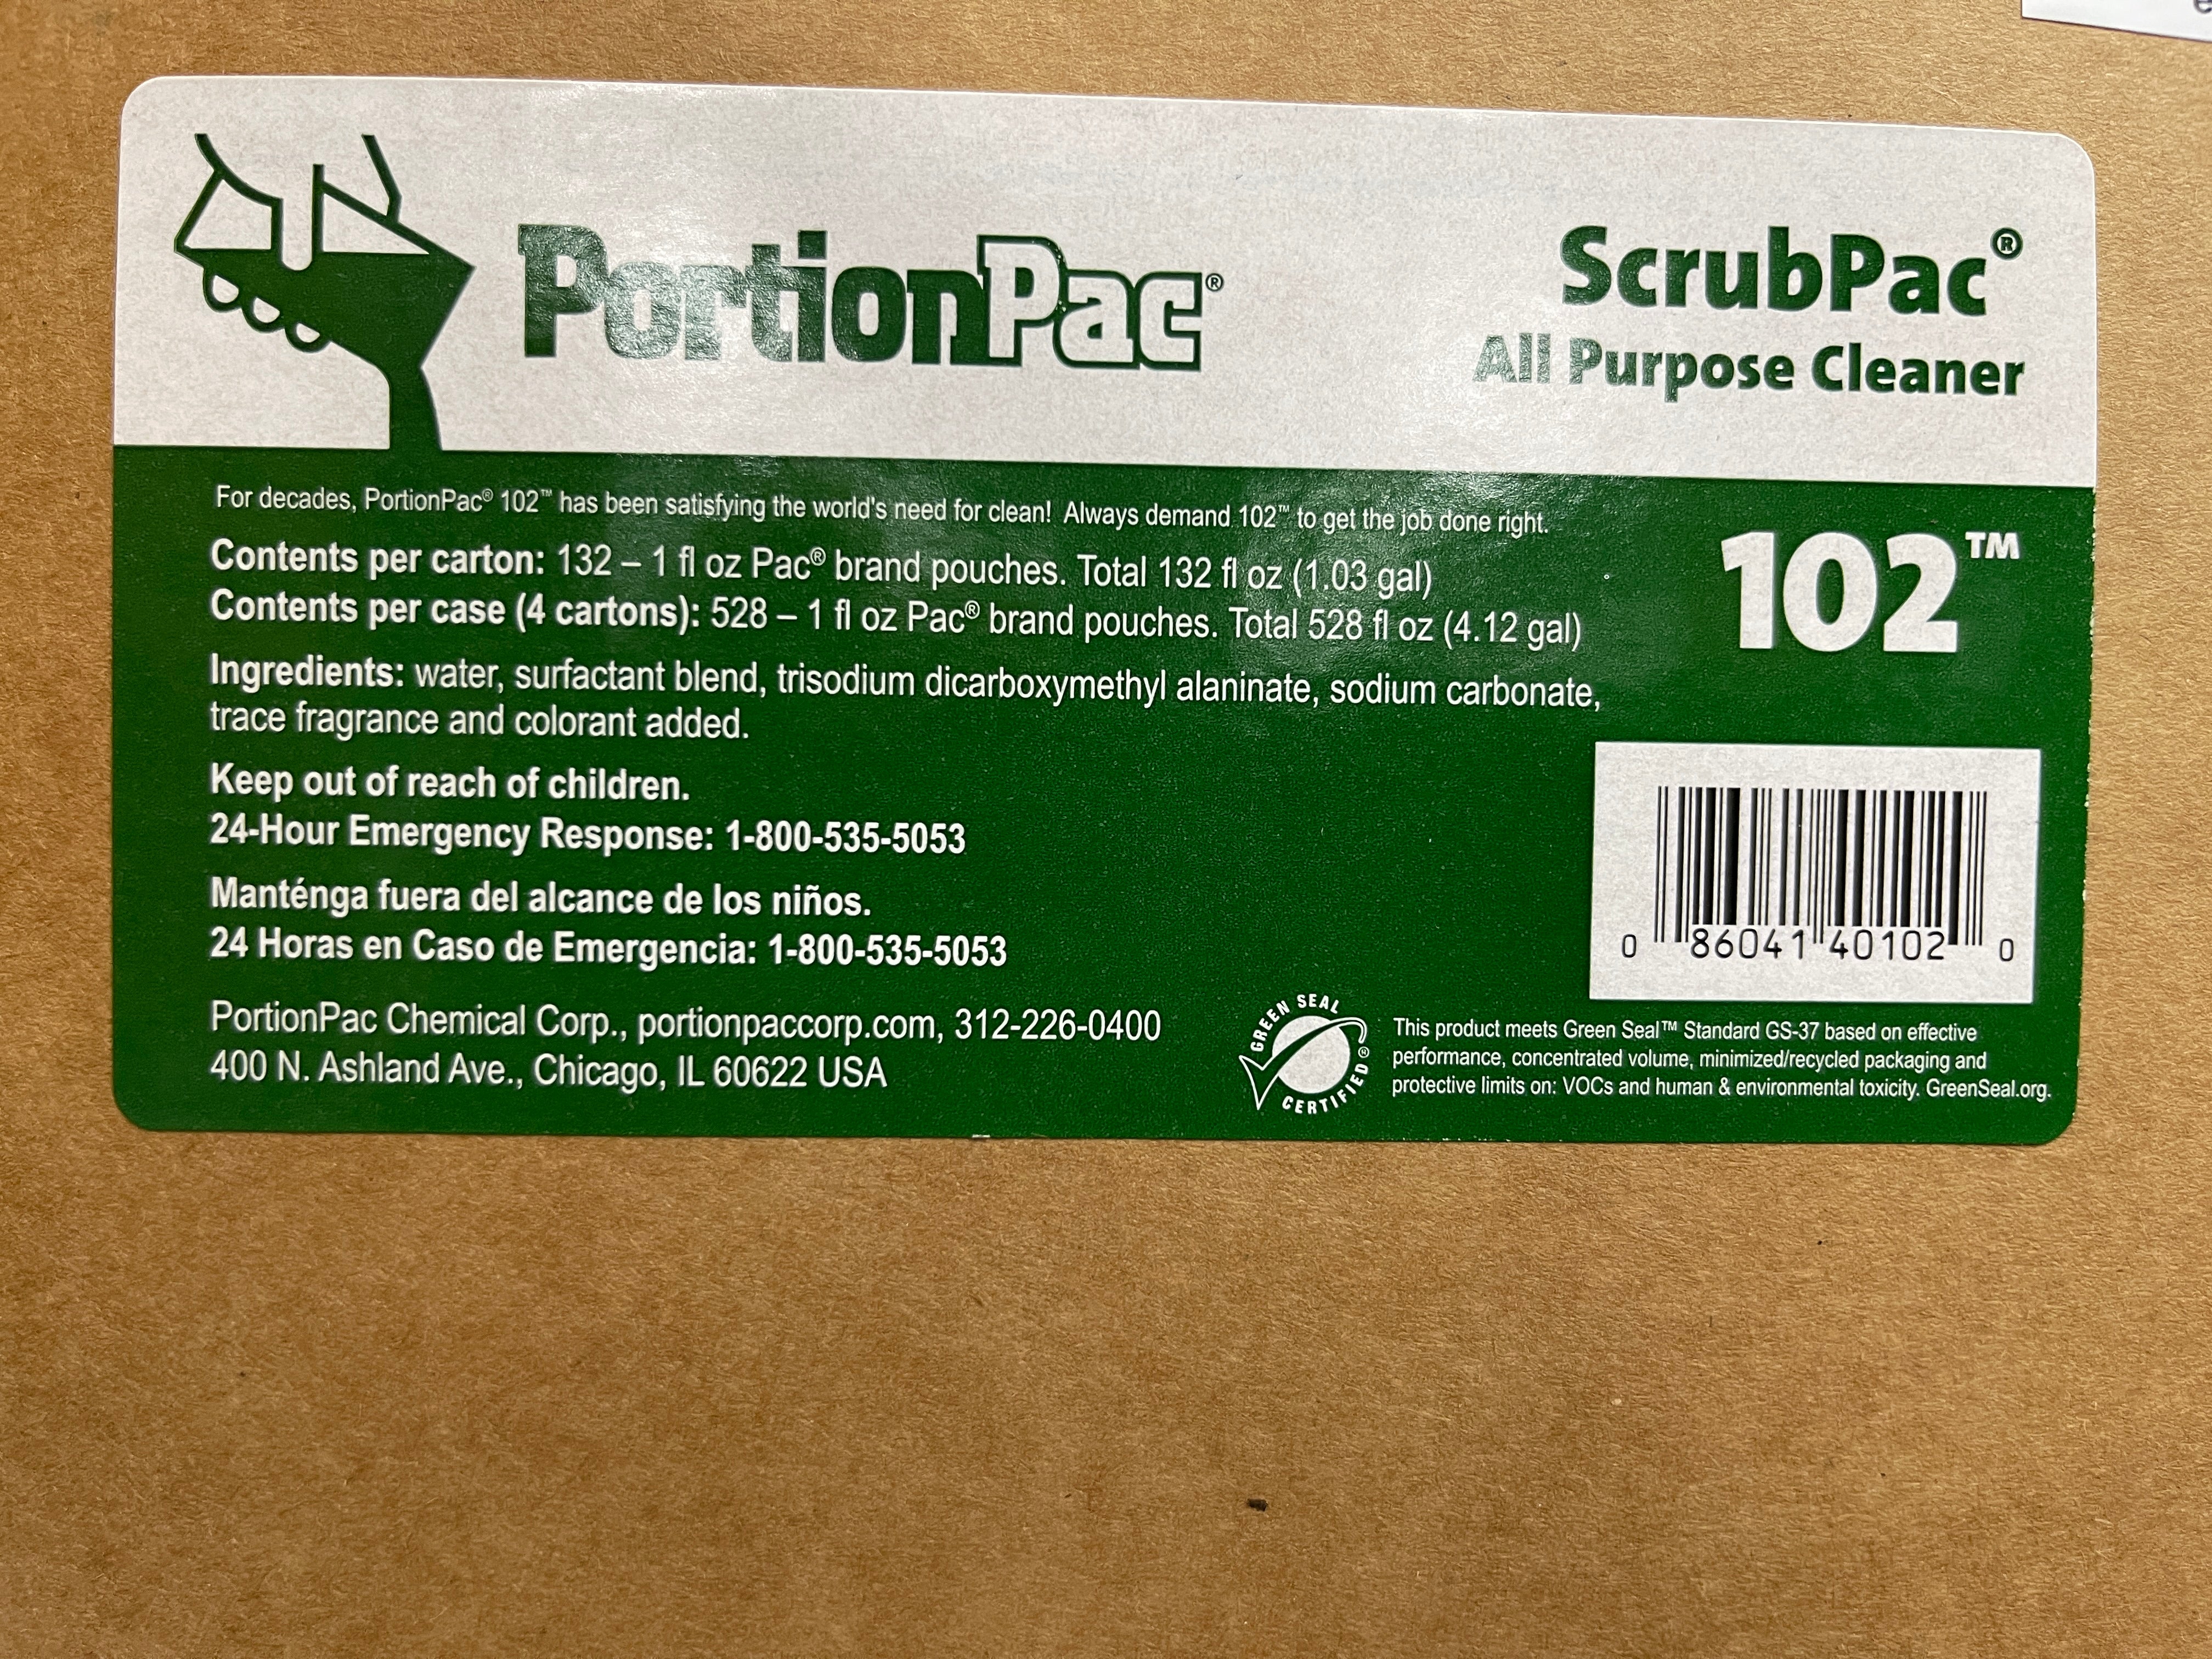 PortionPac®
ScrubPac®
All Purpose Cleaner
For decades, PortionPac® 102™ has been satisfying the world's need for clean! Always demand 102™ to get the job done right.
102™
Contents per carton: 132 – 1 fl oz Pac® brand pouches. Total 132 fl oz (1.03 gal)
Contents per case (4 cartons): 528 – 1 fl oz Pac® brand pouches. Total 528 fl oz (4.12 gal)
Ingredients: water, surfactant blend, trisodium dicarboxymethyl alaninate, sodium carbonate,
trace fragrance and colorant added.
Keep out of reach of children.
24-Hour Emergency Response: 1-800-535-5053
Manténga fuera del alcance de los niños.
24 Horas en Caso de Emergencia: 1-800-535-5053
0 86041 40102 0
PortionPac Chemical Corp., portionpaccorp.com, 312-226-0400
400 N. Ashland Ave., Chicago, IL 60622 USA
GREEN SEAL
CERTIFIED®
This product meets Green Seal™ Standard GS-37 based on effective
performance, concentrated volume, minimized/recycled packaging and
protective limits on: VOCs and human & environmental toxicity. GreenSeal.org.